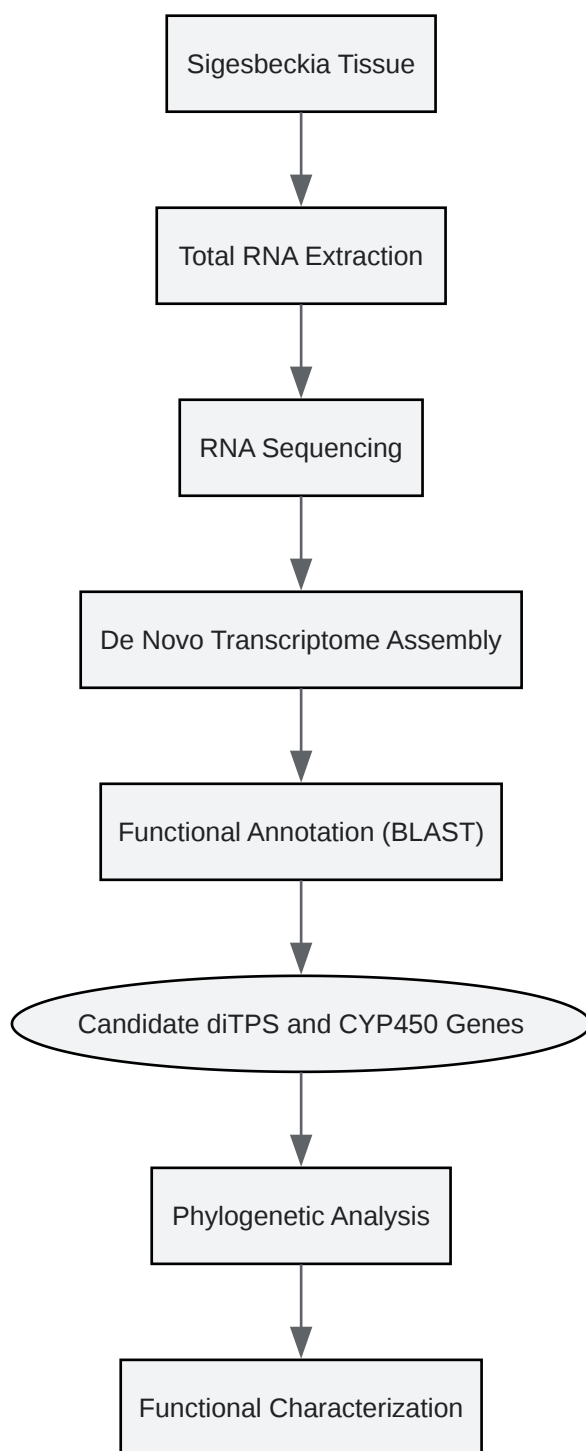 Sigesbeckia Tissue
Total RNA Extraction
RNA Sequencing
De Novo Transcriptome Assembly
Functional Annotation (BLAST)
Candidate diTPS and CYP450 Genes
Phylogenetic Analysis
Functional Characterization